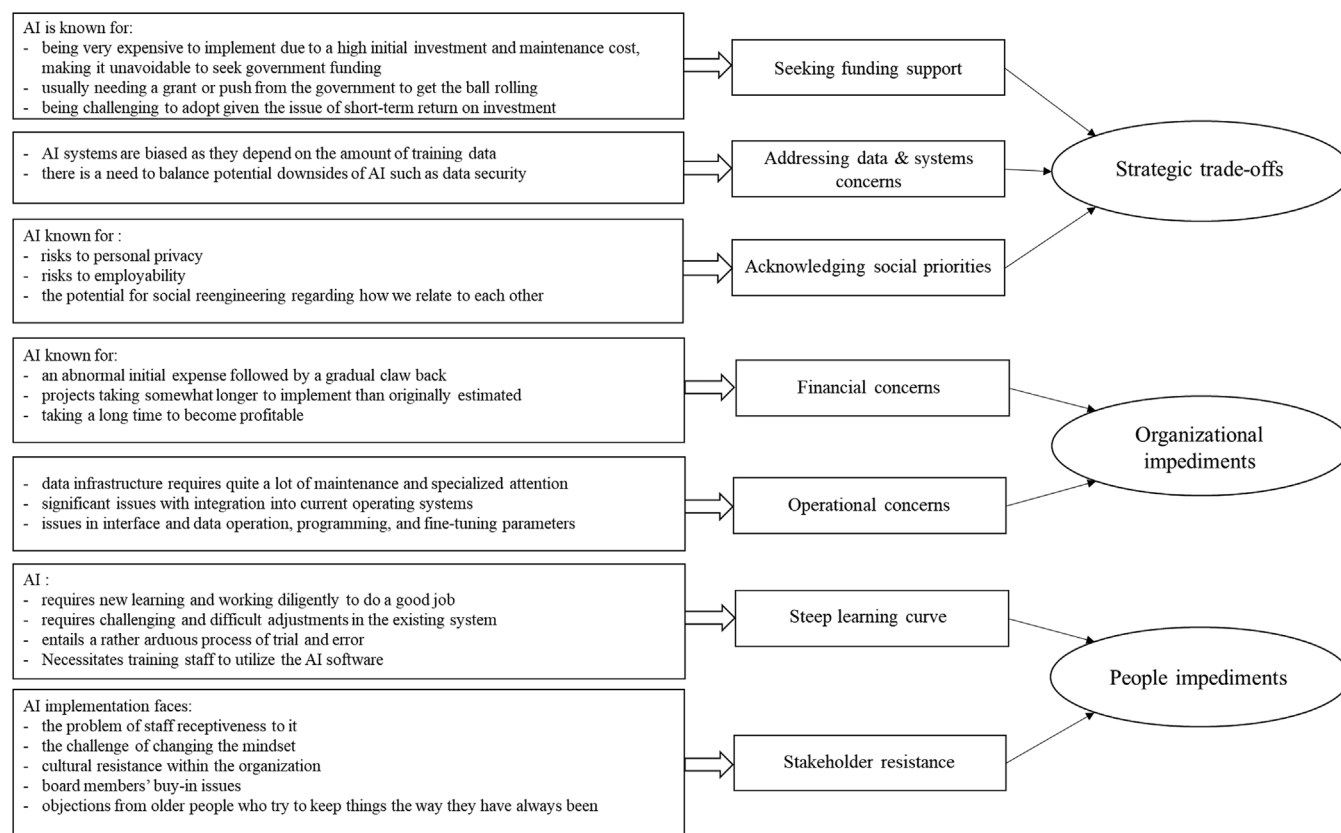 AI is known for:
- being very expensive to implement due to a high initial investment and maintenance cost,
making it unavoidable to seek government funding
- usually needing a grant or push from the government to get the ball rolling
- being challenging to adopt given the issue of short-term return on investment
Seeking funding support
- AI systems are biased as they depend on the amount of training data
- there is a need to balance potential downsides of AI such as data security
Addressing data & systems
concerns
Strategic trade-offs
AI known for :
- risks to personal privacy
- risks to employability
- the potential for social reengineering regarding how we relate to each other
Acknowledging social priorities
AI known for:
- an abnormal initial expense followed by a gradual claw back
- projects taking somewhat longer to implement than originally estimated
- taking a long time to become profitable
Financial concerns
Organizational
impediments
- data infrastructure requires quite a lot of maintenance and specialized attention
- significant issues with integration into current operating systems
- issues in interface and data operation, programming, and fine-tuning parameters
Operational concerns
AI :
- requires new learning and working diligently to do a good job
- requires challenging and difficult adjustments in the existing system
- entails a rather arduous process of trial and error
- Necessitates training staff to utilize the AI software
Steep learning curve
People impediments
AI implementation faces:
- the problem of staff receptiveness to it
- the challenge of changing the mindset
- cultural resistance within the organization
- board members’ buy-in issues
- objections from older people who try to keep things the way they have always been
Stakeholder resistance